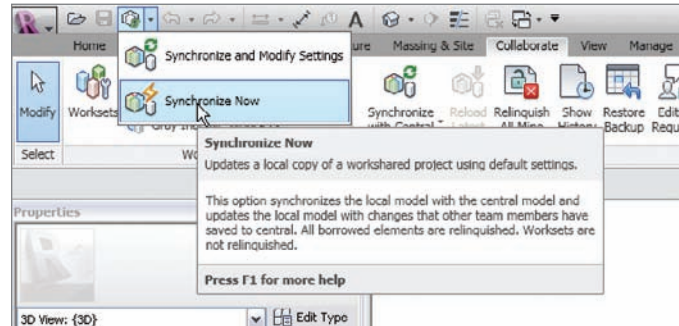 A
Home
ure Massing & Site Collaborate View Manage
Synchronize and Modify Settings
Synchronize Now
Modify Worksets
Synchronize Reload Relinquish Show Restore Edit
with Central Latest All Mine History Backup Reque
Select Wo
Synchronize Now
Updates a local copy of a workshared project using default settings.
This option synchronizes the local model with the central model and
updates the local model with changes that other team members have
saved to central. All borrowed elements are relinquished. Worksets are
not relinquished.
Press F1 for more help
Properties
3D View: {3D} Edit Type